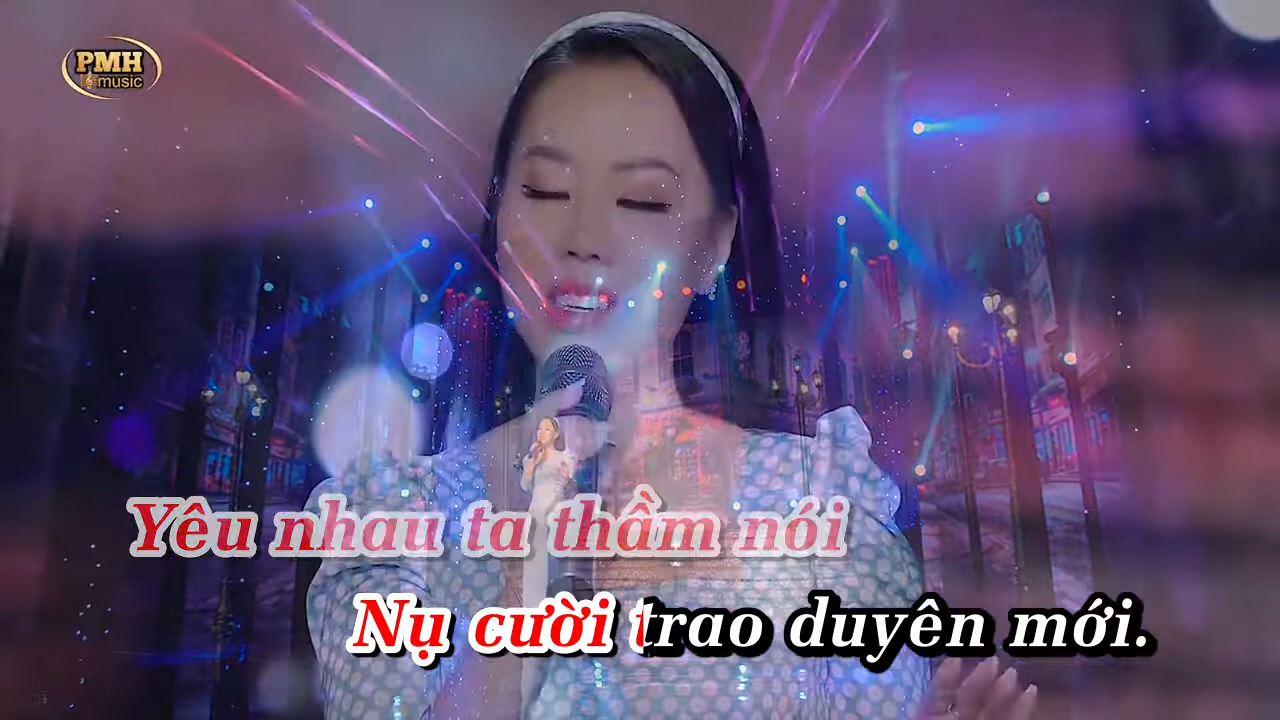 PMH
music
Yêu nhau ta thầm nói
Nụ cười trao duyên mới.